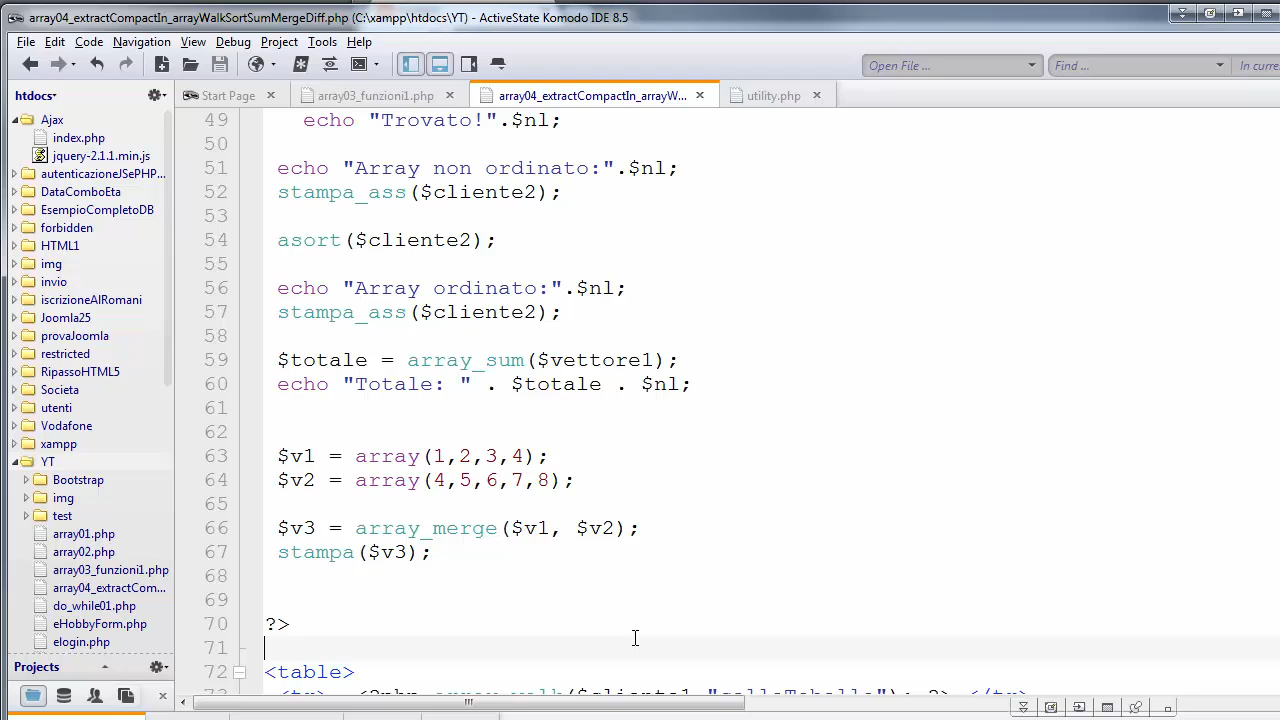 array04_extractCompactIn_arrayWalkSortSumMergeDiff.php (C:\xampp\htdocs\YT) - ActiveState Komodo IDE 8.5
File Edit Code Navigation View Debug Project Tools Help
Open File ... Find ... In curre
htdocs
Start Page array03_funzioni1.php array04_extractCompactIn_arrayW... utility.php
Ajax
index.php
jquery-2.1.1.min.js
autenticazioneJSePHP...
DataComboEta
EsempioCompletoDB
forbidden
HTML1
img
invio
iscrizioneAlRomani
Joomla25
provaJoomla
restricted
RipassoHTML5
Societa
utenti
Vodafone
xampp
YT
Bootstrap
img
test
array01.php
array02.php
array03_funzioni1.php
array04_extractCom...
do_while01.php
eHobbyForm.php
elogin.php
Projects
49 echo "Trovato!".$nl;
50
51 echo "Array non ordinato:".$nl;
52 stampa_ass($cliente2);
53
54 asort($cliente2);
55
56 echo "Array ordinato:".$nl;
57 stampa_ass($cliente2);
58
59 $totale = array_sum($vettore1);
60 echo "Totale: " . $totale . $nl;
61
62
63 $v1 = array(1,2,3,4);
64 $v2 = array(4,5,6,7,8);
65
66 $v3 = array_merge($v1, $v2);
67 stampa($v3);
68
69
70 ?>
71
72 <table>
73 <tr> <?php array_walk($cliente1,"cellaTabella"); ?> </tr>